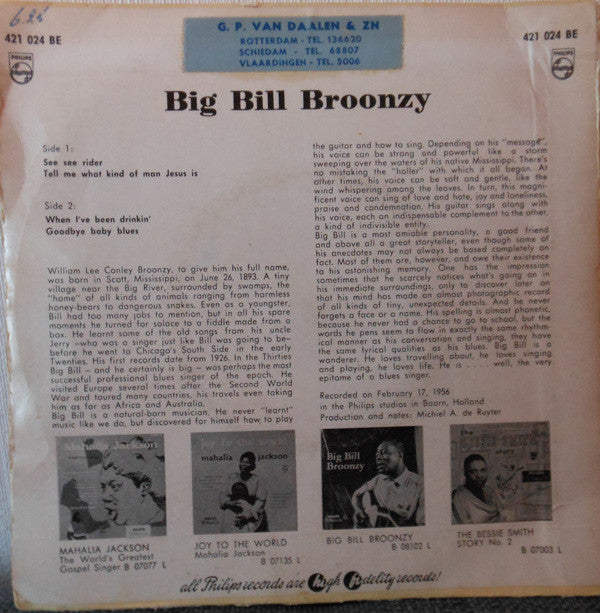 6.25
G. P. VAN DAALEN & ZN
ROTTERDAM - TEL. 136620
SCHIEDAM - TEL. 68807
VLAARDINGEN - TEL. 5006
421 024 BE
421 024 BE
PHILIPS
PHILIPS
Big Bill Broonzy
Side 1:
See see rider
Tell me what kind of man Jesus is
Side 2:
When I've been drinkin'
Goodbye baby blues
William Lee Conley Broonzy, to give him his full name,
was born in Scott, Mississippi, on June 26, 1893. A tiny
village near the Big River, surrounded by swamps, the
"home" of all kinds of animals ranging from harmless
honey-bears to dangerous snakes. Even as a youngster,
Bill had too many jobs to mention, but in all his spare
moments he turned for solace to a fiddle made from a
box. He learnt some of the old songs from his uncle
Jerry —who was a singer just like Bill was going to be—
before he went to Chicago's South Side in the early
Twenties. His first records date from 1926. In the Thirties
Big Bill – and he certainly is big – was perhaps the most
successful professional blues singer of the epoch. He
visited Europe several times after the Second World
War and toured many countries, his travels even taking
him as far as Africa and Australia.
Big Bill is a natural-born musician. He never "learnt"
music like we do, but discovered for himself how to play
the guitar and how to sing. Depending on his "message",
his voice can be strong and powerful like a storm
sweeping over the waters of his native Mississippi. There's
no mistaking the "holler" with which it all began. At
other times, his voice can be soft and gentle, like the
wind whispering among the leaves. In turn, this magni-
ficent voice can sing of love and hate, joy and loneliness,
praise and condemnation. His guitar sings along with
his voice, each an indispensable complement to the other,
a kind of indivisible entity.
Big Bill is a most amiable personality, a good friend
and above all a great storyteller, even though some of
his anecdotes may not always be based completely on
fact. Most of them are, however, and owe their existence
to his astonishing memory. One has the impression
sometimes that he scarcely notices what's going on in
his immediate surroundings, only to discover later on
that his mind has made an almost photographic record
of all kinds of tiny, unexpected details. And he never
forgets a face or a name. His spelling is almost phonetic,
because he never had a chance to go to school, but the
words he pens seem to flow in exactly the same rhythm-
ical manner as his conversation and singing, they have
the same lyrical qualities as his blues. Big Bill is a
wanderer. He loves travelling about, he loves singing
and playing, he loves life. He is . . . . well, the very
epitome of a blues singer.
Recorded on February 17, 1956
in the Philips studios in Baarn, Holland
Production and notes: Michiel A. de Ruyter
Mahalia Jackson
joy to the world
mahalia jackson
Big Bill
Broonzy
the
bessie smith
story
MAHALIA JACKSON
The World's Greatest
Gospel Singer B 07077 L
JOY TO THE WORLD
Mahalia Jackson
B 07135 L
BIG BILL BROONZY
B 08102 L
THE BESSIE SMITH
STORY No. 2
B 07003 L
all Philips records are high fidelity records!